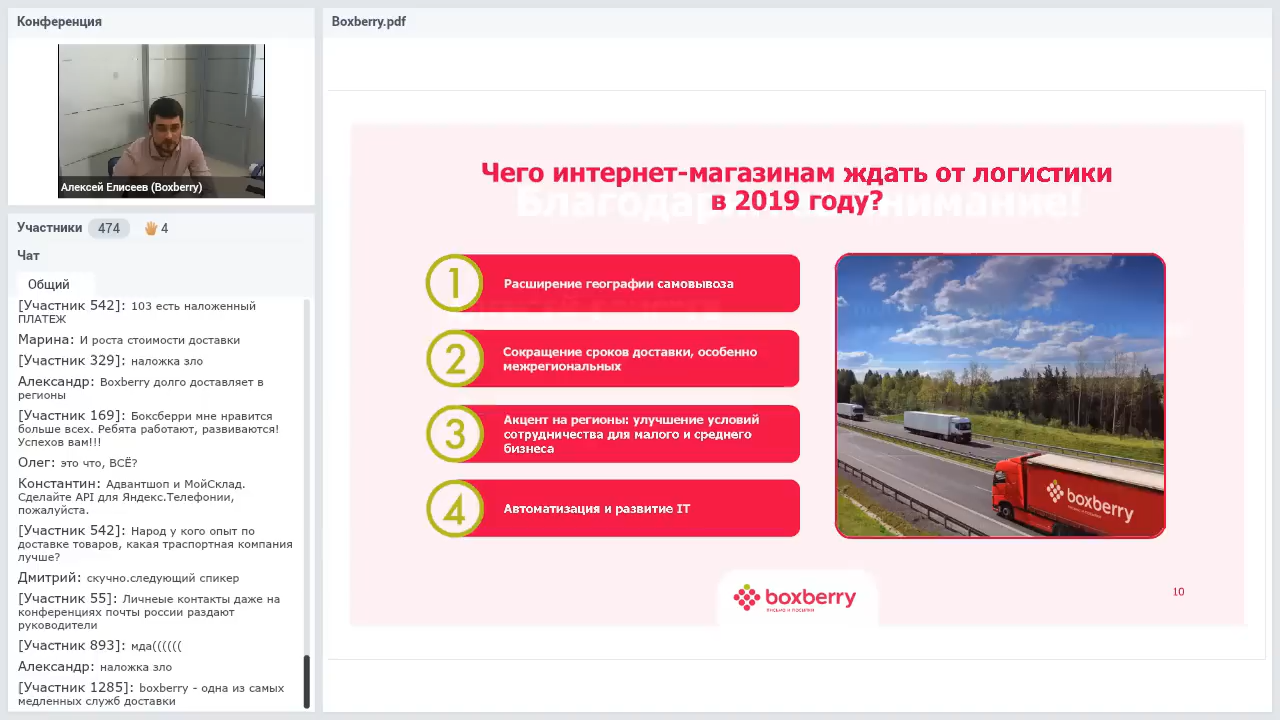 Конференция
Алексей Елисеев (Boxberry)
Участники 474 4
Чат
Общий
[Участник 542]: 103 есть наложенный
ПЛАТЕЖ
Марина: И роста стоимости доставки
[Участник 329]: наложка зло
Александр: Boxberry долго доставляет в
регионы
[Участник 169]: Боксберри мне нравится
больше всех. Ребята работают, развиваются!
Успехов вам!!!
Олег: это что, ВСЁ?
Константин: Адвантшоп и МойСклад.
Сделайте API для Яндекс.Телефонии,
пожалуйста.
[Участник 542]: Народ у кого опыт по
доставке товаров, какая траспортная компания
лучше?
Дмитрий: скучно.следующий спикер
[Участник 55]: Личнеые контакты даже на
конференциях почты россии раздают
руководители
[Участник 893]: мда((((((
Александр: наложка зло
[Участник 1285]: boxberry - одна из самых
медленных служб доставки
Boxberry.pdf
Чего интернет-магазинам ждать от логистики
в 2019 году?
1
Расширение географии самовывоза
2
Сокращение сроков доставки, особенно
межрегиональных
3
Акцент на регионы: улучшение условий
сотрудничества для малого и среднего
бизнеса
4
Автоматизация и развитие IT
boxberry
boxberry
письма и посылки
10